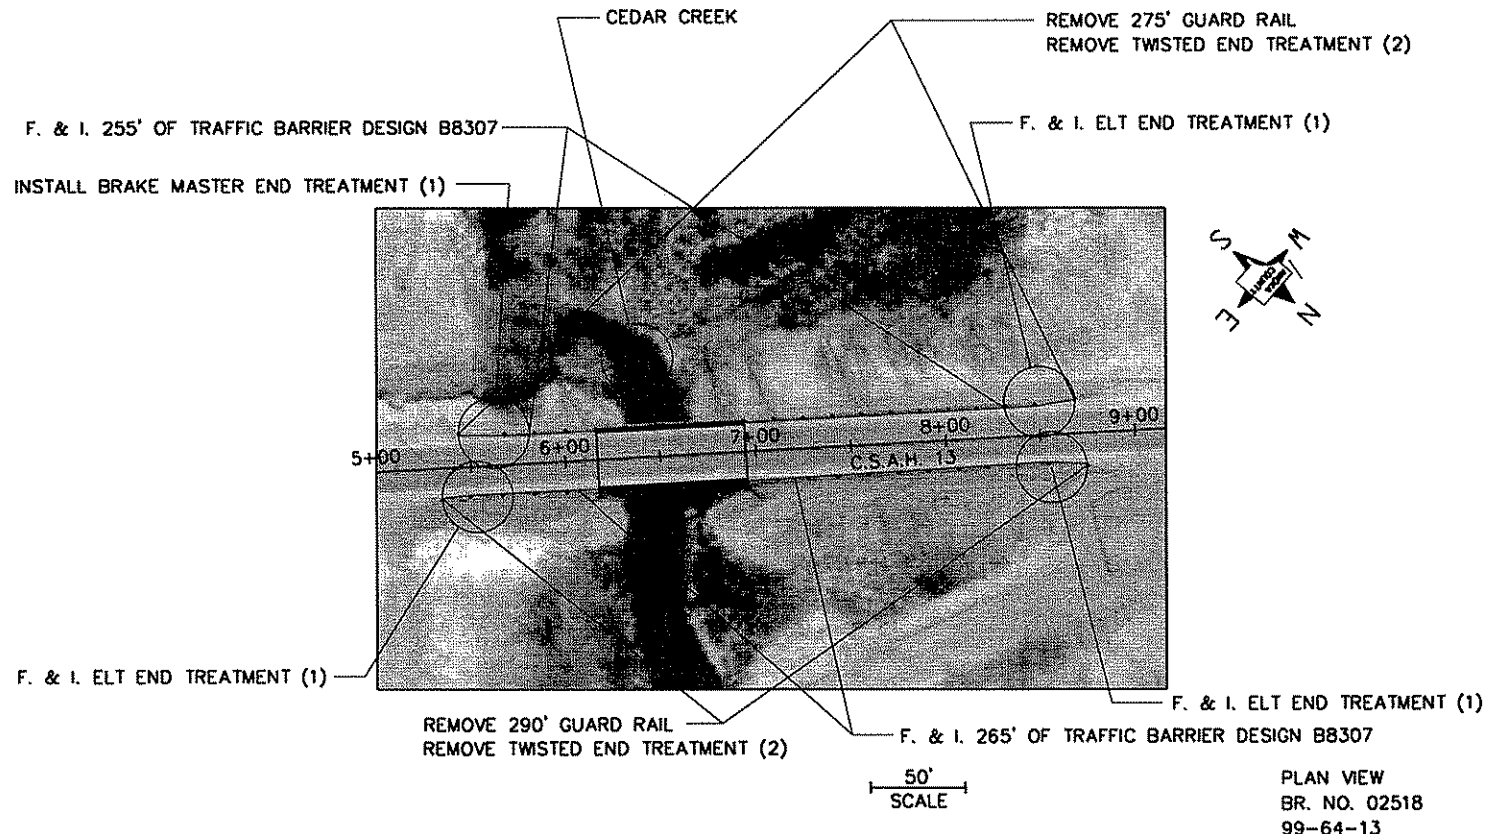 CEDAR CREEK
REMOVE 275' GUARD RAIL
REMOVE TWISTED END TREATMENT (2)
F. & I. 255' OF TRAFFIC BARRIER DESIGN B8307
F. & I. ELT END TREATMENT (1)
INSTALL BRAKE MASTER END TREATMENT (1)
S
W
E
N
5+00
6+00
7+00
8+00
9+00
C.S.A.H. 13
F. & I. ELT END TREATMENT (1)
F. & I. ELT END TREATMENT (1)
REMOVE 290' GUARD RAIL
REMOVE TWISTED END TREATMENT (2)
F. & I. 265' OF TRAFFIC BARRIER DESIGN B8307
50'
SCALE
PLAN VIEW
BR. NO. 02518
99-64-13